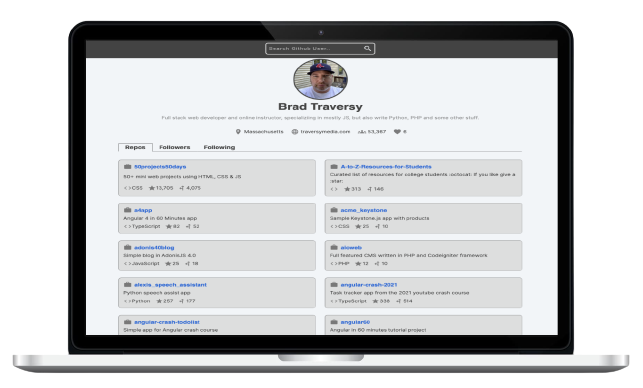 Search Github User..
Brad Traversy
Full stack web developer and online instructor, specializing in mostly JS, but also write Python, PHP and some other stuff.
Massachusetts traversymedia.com 53,367 6
Repos Followers Following
50projects50days
50+ mini web projects using HTML, CSS & JS
<>CSS 13,705 4,075
A-to-Z-Resources-for-Students
Curated list of resources for college students :octocat: If you like give a
:star:
<> 313 146
a4app
Angular 4 in 60 Minutes app
<>TypeScript 82 52
acme_keystone
Sample Keystone.js app with products
<>CSS 25 10
adonis40blog
Simple blog in AdonisJS 4.0
<>JavaScript 25 18
aloweb
Full featured CMS written in PHP and CodeIgniter framework
<>PHP 12 10
alexis_speech_assistant
Python speech assist app
<>Python 257 177
angular-crash-2021
Task tracker app from the 2021 youtube crash course
<>TypeScript 336 514
angular-crash-todolist
Simple app for Angular crash course
angular60
Angular in 60 minutes tutorial project